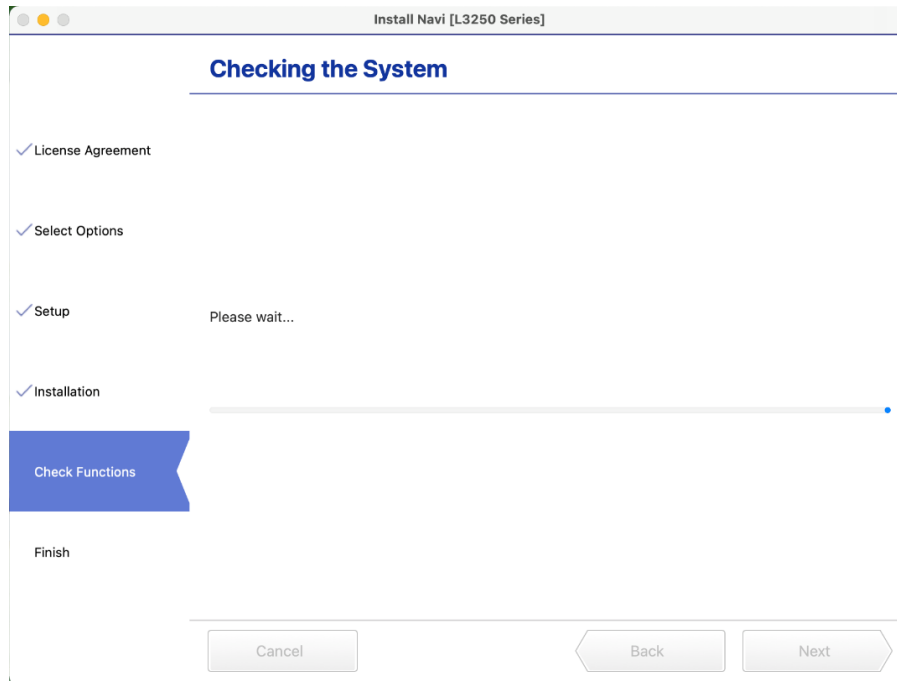 Install Navi [L3250 Series]
Checking the System
License Agreement
Select Options
Setup
Please wait...
Installation
Check Functions
Finish
Cancel
Back
Next